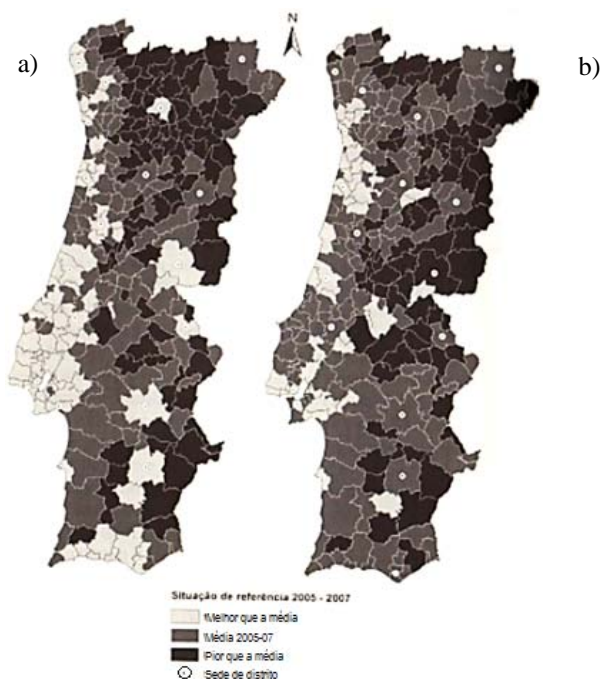 N
a)
b)
Situação de referência 2005 - 2007
Melhor que a média
Média 2005-07
Pior que a média
Sede de distrito